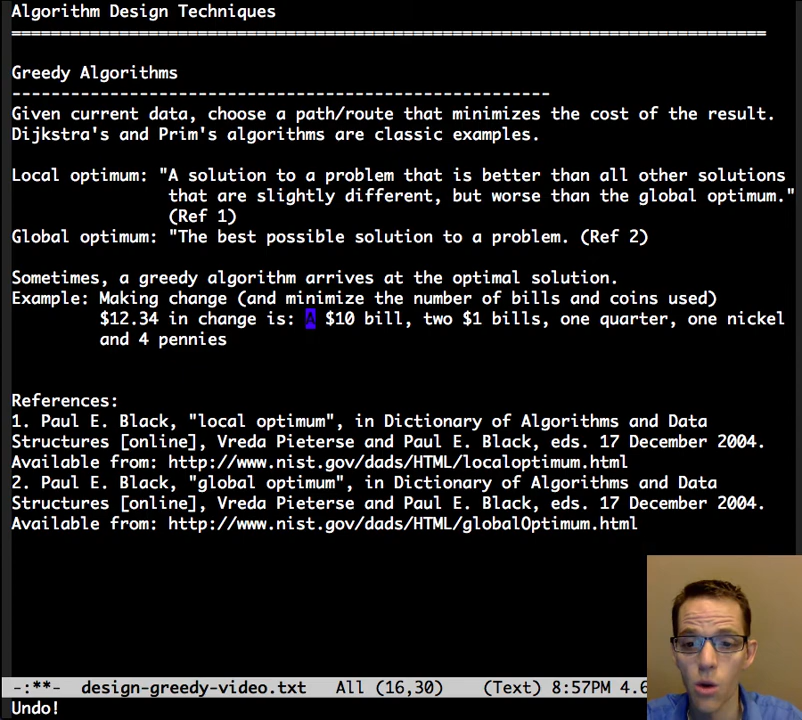 Algorithm Design Techniques
=============================================================================
Greedy Algorithms
-------------------------------------------------------
Given current data, choose a path/route that minimizes the cost of the result.
Dijkstra's and Prim's algorithms are classic examples.
Local optimum: "A solution to a problem that is better than all other solutions
that are slightly different, but worse than the global optimum."
(Ref 1)
Global optimum: "The best possible solution to a problem. (Ref 2)
Sometimes, a greedy algorithm arrives at the optimal solution.
Example: Making change (and minimize the number of bills and coins used)
$12.34 in change is: A $10 bill, two $1 bills, one quarter, one nickel
and 4 pennies
References:
1. Paul E. Black, "local optimum", in Dictionary of Algorithms and Data
Structures [online], Vreda Pieterse and Paul E. Black, eds. 17 December 2004.
Available from: http://www.nist.gov/dads/HTML/localoptimum.html
2. Paul E. Black, "global optimum", in Dictionary of Algorithms and Data
Structures [online], Vreda Pieterse and Paul E. Black, eds. 17 December 2004.
Available from: http://www.nist.gov/dads/HTML/globalOptimum.html
-:**- design-greedy-video.txt All (16,30) (Text) 8:57PM 4.6
Undo!